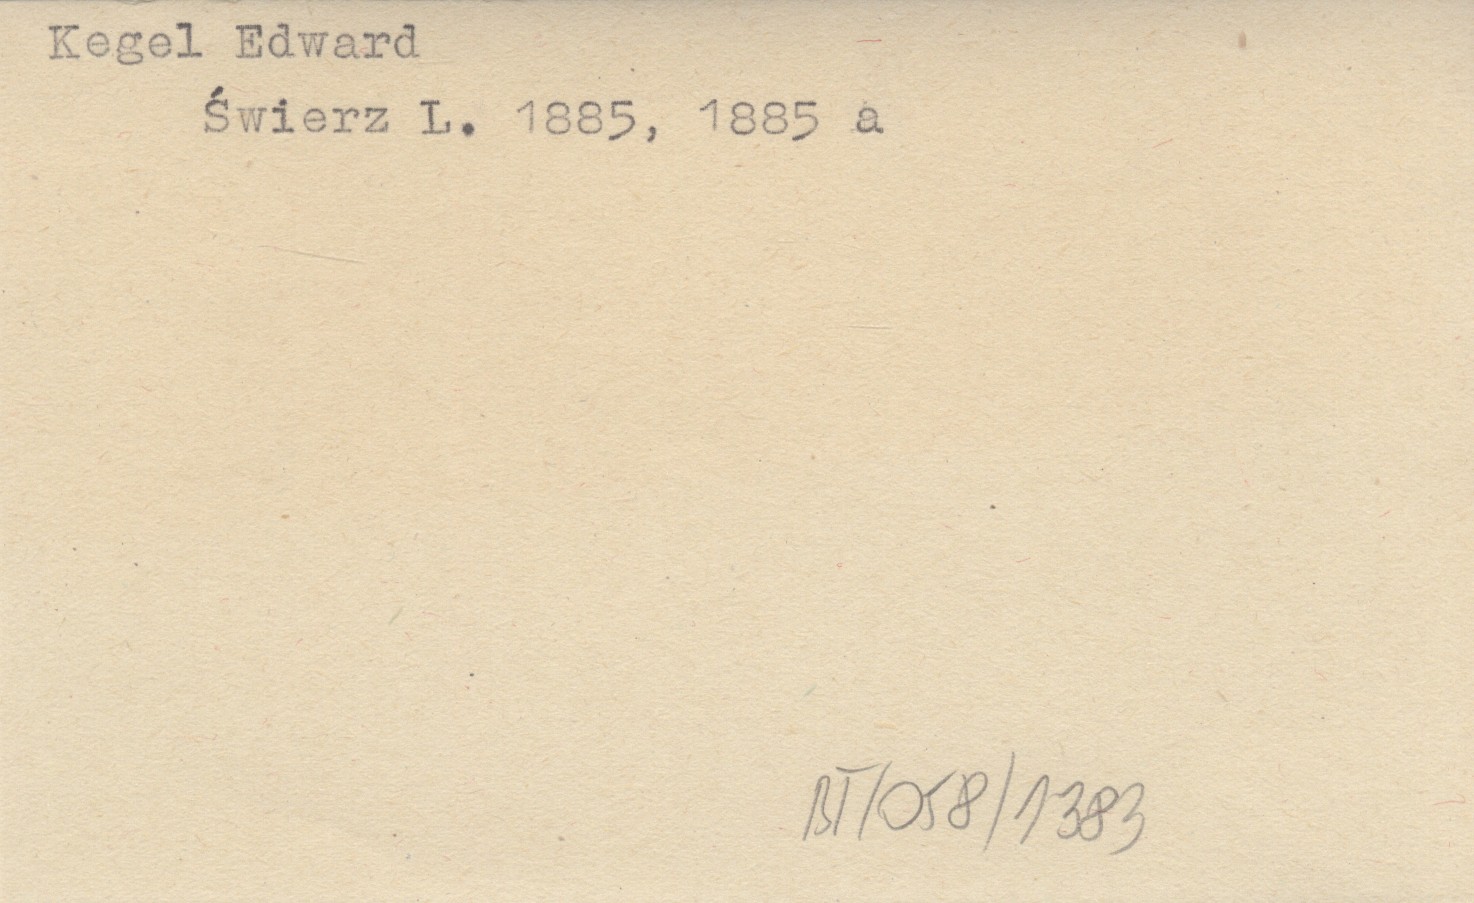 Kegel Edward
Świerz L. 1885, 1885 a
BT/058/1383